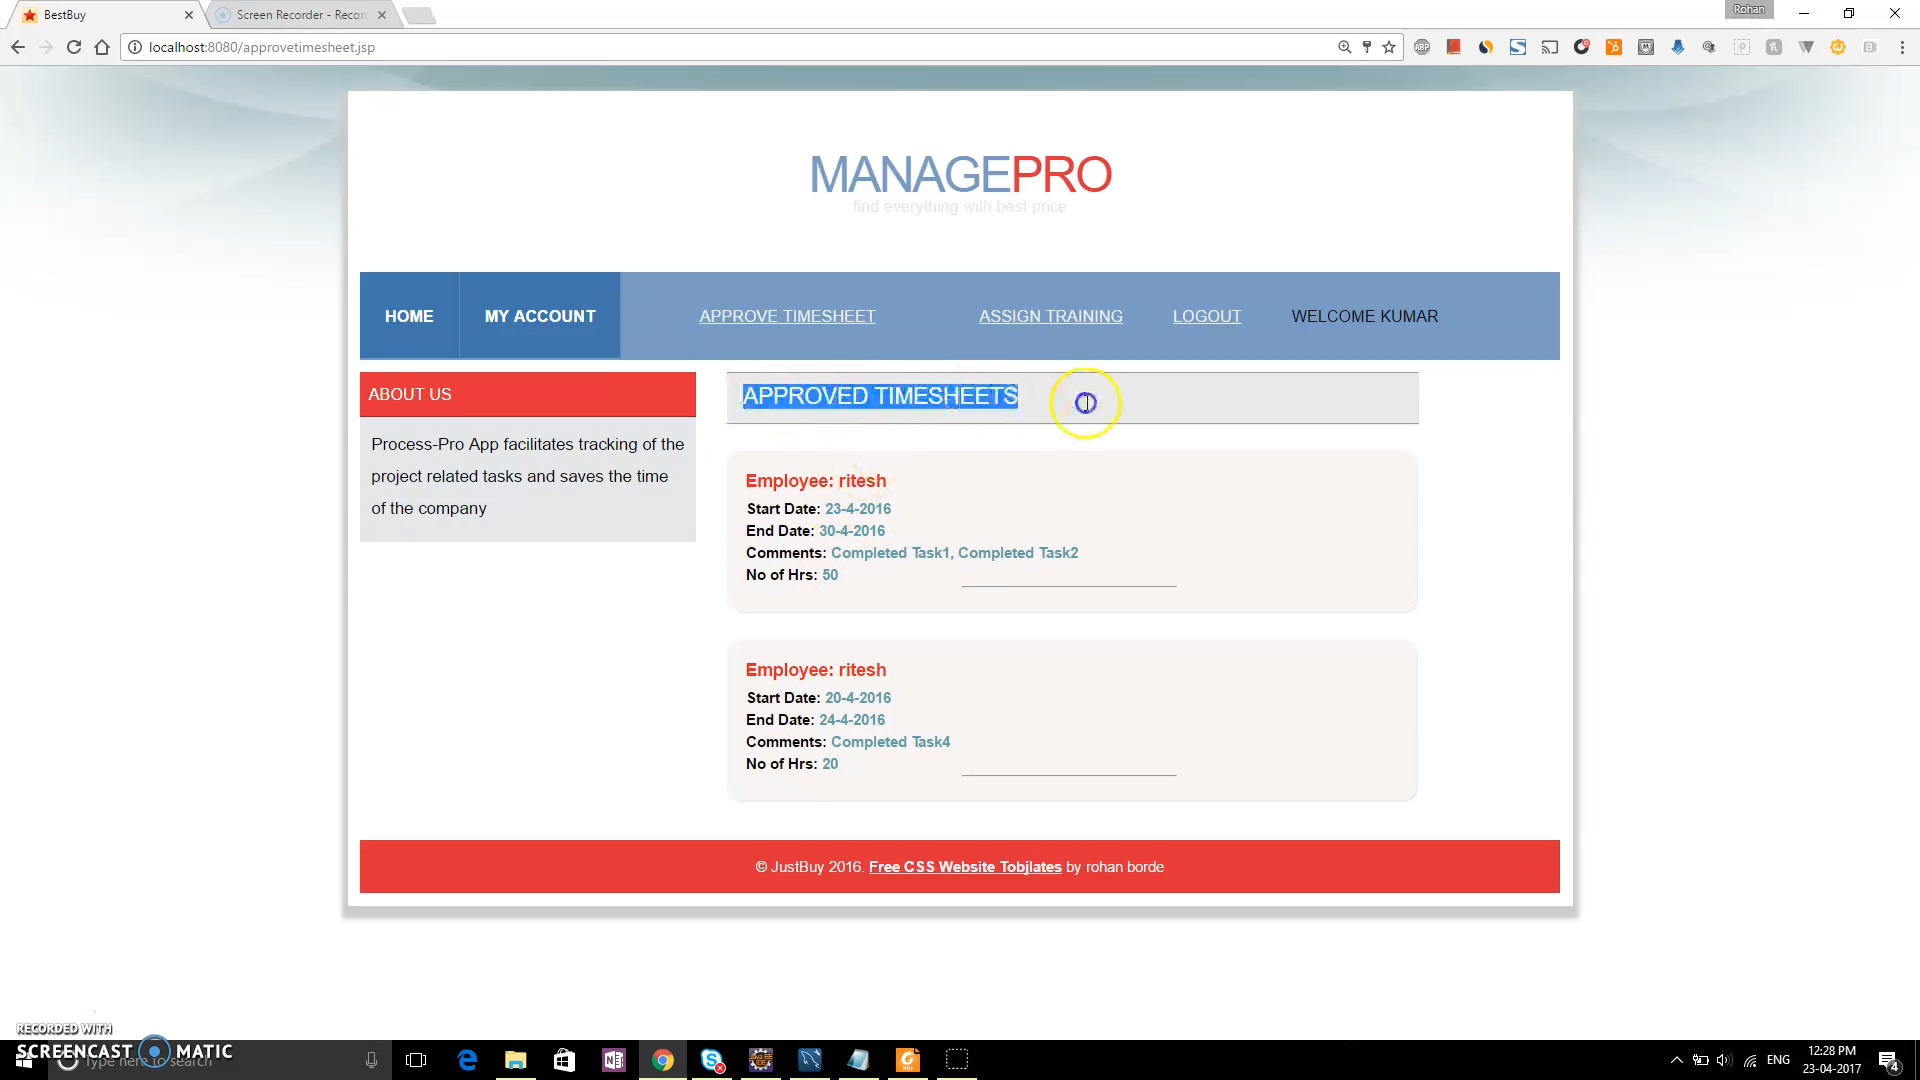 BestBuy
Screen Recorder - Recor
Rohan
localhost:8080/approvetimesheet.jsp
MANAGEPRO
find everything with best price
HOME
MY ACCOUNT
APPROVE TIMESHEET
ASSIGN TRAINING
LOGOUT
WELCOME KUMAR
ABOUT US
Process-Pro App facilitates tracking of the
project related tasks and saves the time
of the company
APPROVED TIMESHEETS
Employee: ritesh
Start Date: 23-4-2016
End Date: 30-4-2016
Comments: Completed Task1, Completed Task2
No of Hrs: 50
Employee: ritesh
Start Date: 20-4-2016
End Date: 24-4-2016
Comments: Completed Task4
No of Hrs: 20
© JustBuy 2016. Free CSS Website Tobjlates by rohan borde
RECORDED WITH
SCREENCAST MATIC
Type here to search
ENG
12:28 PM
23-04-2017
4